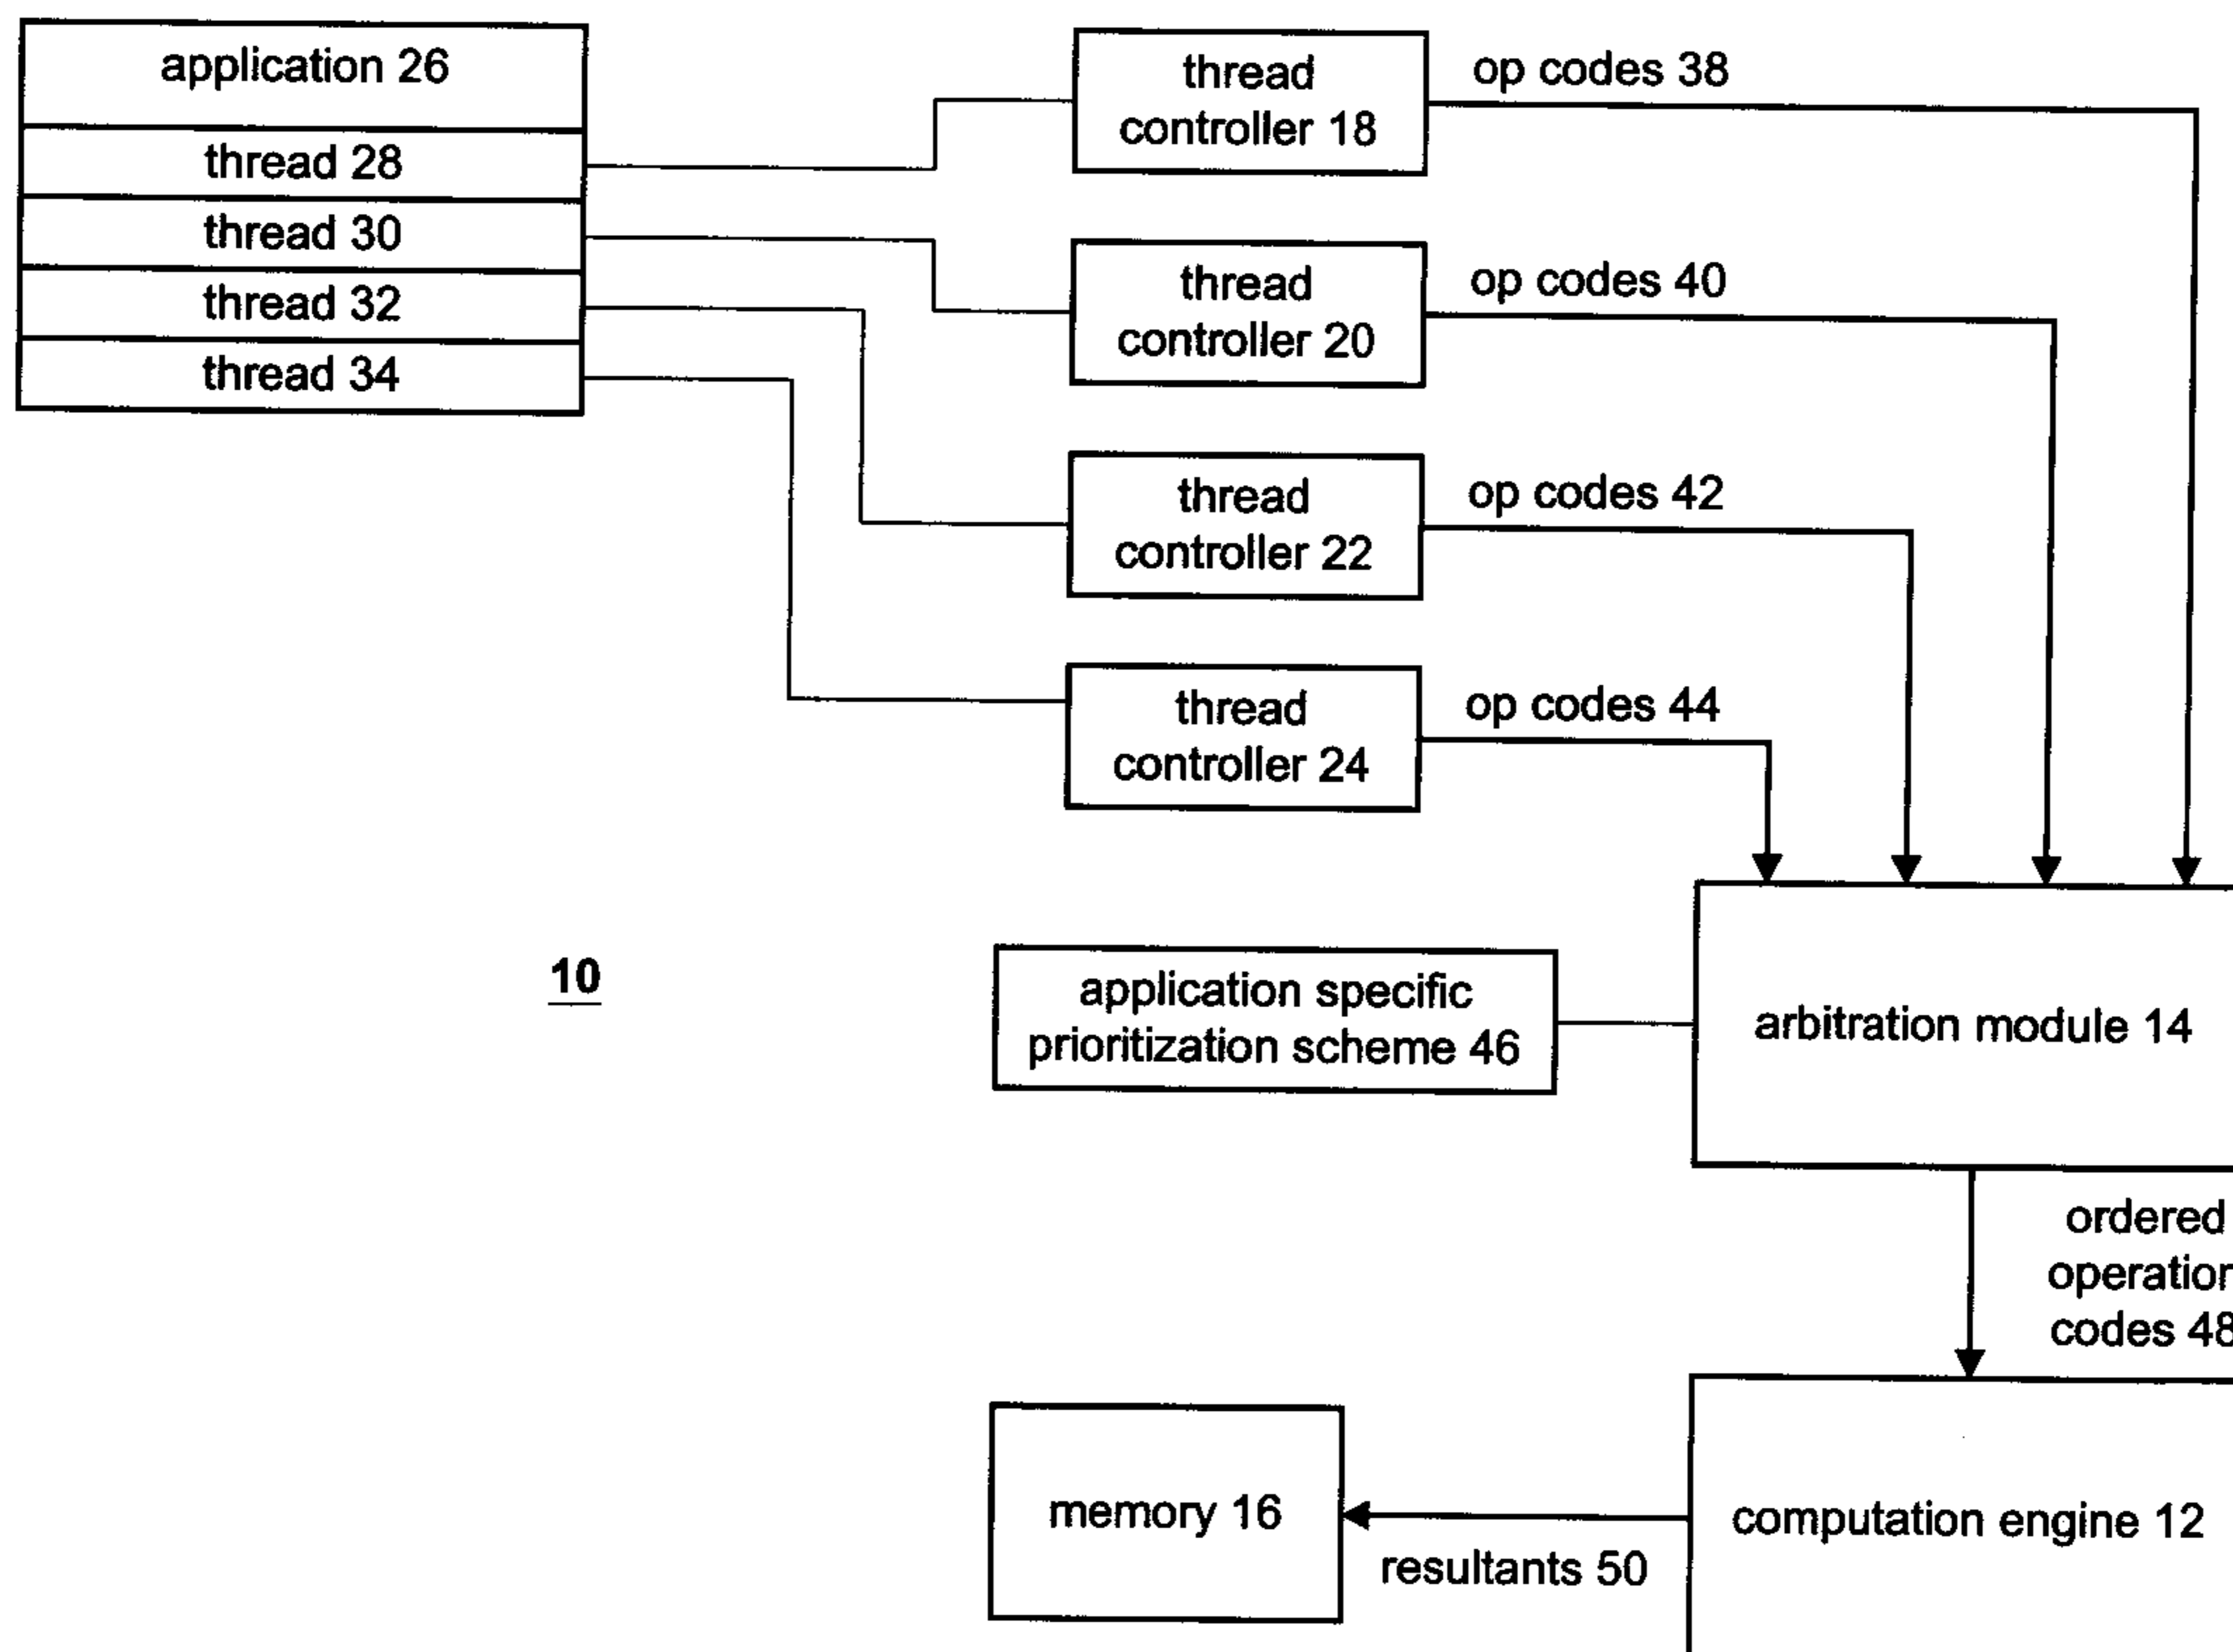 application 26
thread 28
thread 30
thread 32
thread 34
thread
controller 18
op codes 38
thread
controller 20
op codes 40
thread
controller 22
op codes 42
thread
controller 24
op codes 44
10
application specific
prioritization scheme 46
arbitration module 14
ordered
operation
codes 48
memory 16
resultants 50
computation engine 12